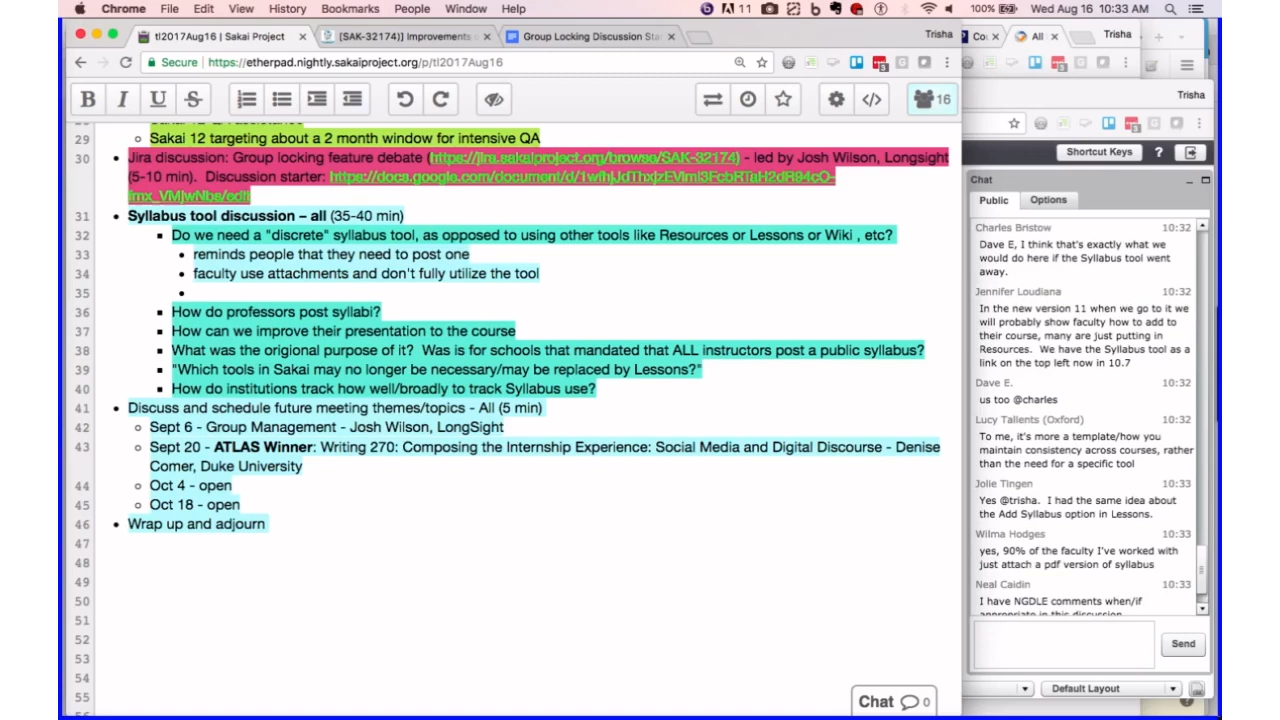 Chrome File Edit View History Bookmarks People Window Help
11 100% Wed Aug 16 10:33 AM
tl2017Aug16 | Sakai Project
[SAK-32174)] Improvements
Group Locking Discussion Sta
Trisha
All
Trisha
Secure | https://etherpad.nightly.sakaiproject.org/p/tl2017Aug16
Trisha
B I U S
16
29 Sakai 12 targeting about a 2 month window for intensive QA
30 Jira discussion: Group locking feature debate (https://jira.sakaiproject.org/browse/SAK-32174) - led by Josh Wilson, Longsight
(5-10 min). Discussion starter:
31 Syllabus tool discussion – all (35-40 min)
32 Do we need a "discrete" syllabus tool, as opposed to using other tools like Resources or Lessons or Wiki , etc?
33 reminds people that they need to post one
34 faculty use attachments and don't fully utilize the tool
35
36 How do professors post syllabi?
37 How can we improve their presentation to the course
38 What was the origional purpose of it? Was is for schools that mandated that ALL instructors post a public syllabus?
39 "Which tools in Sakai may no longer be necessary/may be replaced by Lessons?"
40 How do institutions track how well/broadly to track Syllabus use?
41 Discuss and schedule future meeting themes/topics - All (5 min)
42 Sept 6 - Group Management - Josh Wilson, LongSight
43 Sept 20 - ATLAS Winner: Writing 270: Composing the Internship Experience: Social Media and Digital Discourse - Denise
Comer, Duke University
44 Oct 4 - open
45 Oct 18 - open
46 Wrap up and adjourn
47
48
49
50
51
52
53
54
55
Chat 0
Shortcut Keys ?
Chat
Public Options
Charles Bristow 10:32
Dave E, I think that's exactly what we
would do here if the Syllabus tool went
away.
Jennifer Loudiana 10:32
In the new version 11 when we go to it we
will probably show faculty how to add to
their course, many are just putting in
Resources. We have the Syllabus tool as a
link on the top left now in 10.7
Dave E. 10:32
us too @charles
Lucy Tallents (Oxford) 10:32
To me, it's more a template/how you
maintain consistency across courses, rather
than the need for a specific tool
Jolie Tingen 10:33
Yes @trisha. I had the same idea about
the Add Syllabus option in Lessons.
Wilma Hodges 10:33
yes, 90% of the faculty I've worked with
just attach a pdf version of syllabus
Neal Caidin 10:33
I have NGDLE comments when/if
appropriate in this discussion
Send
Default Layout